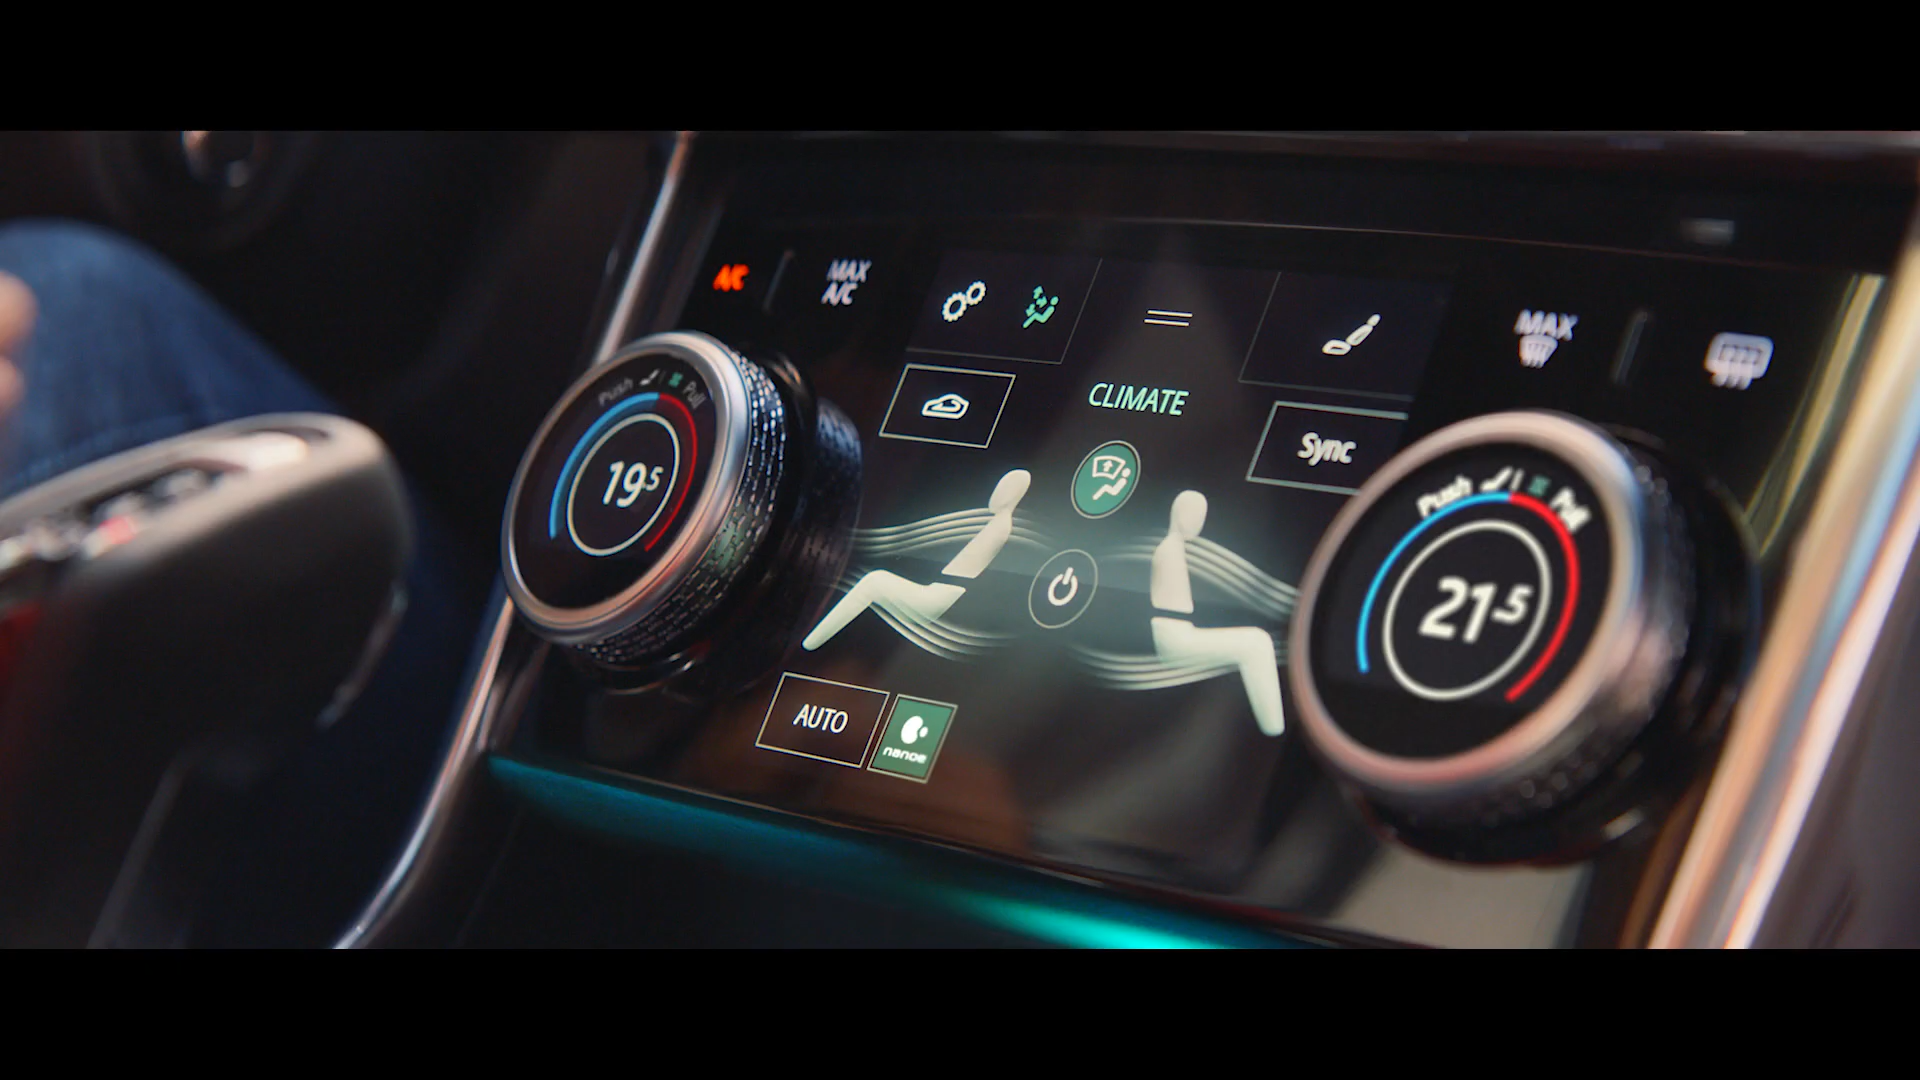 A/C
MAX
A/C
MAX
Push Pull
19.5
CLIMATE
Sync
Push Pull
21.5
AUTO
nanoe